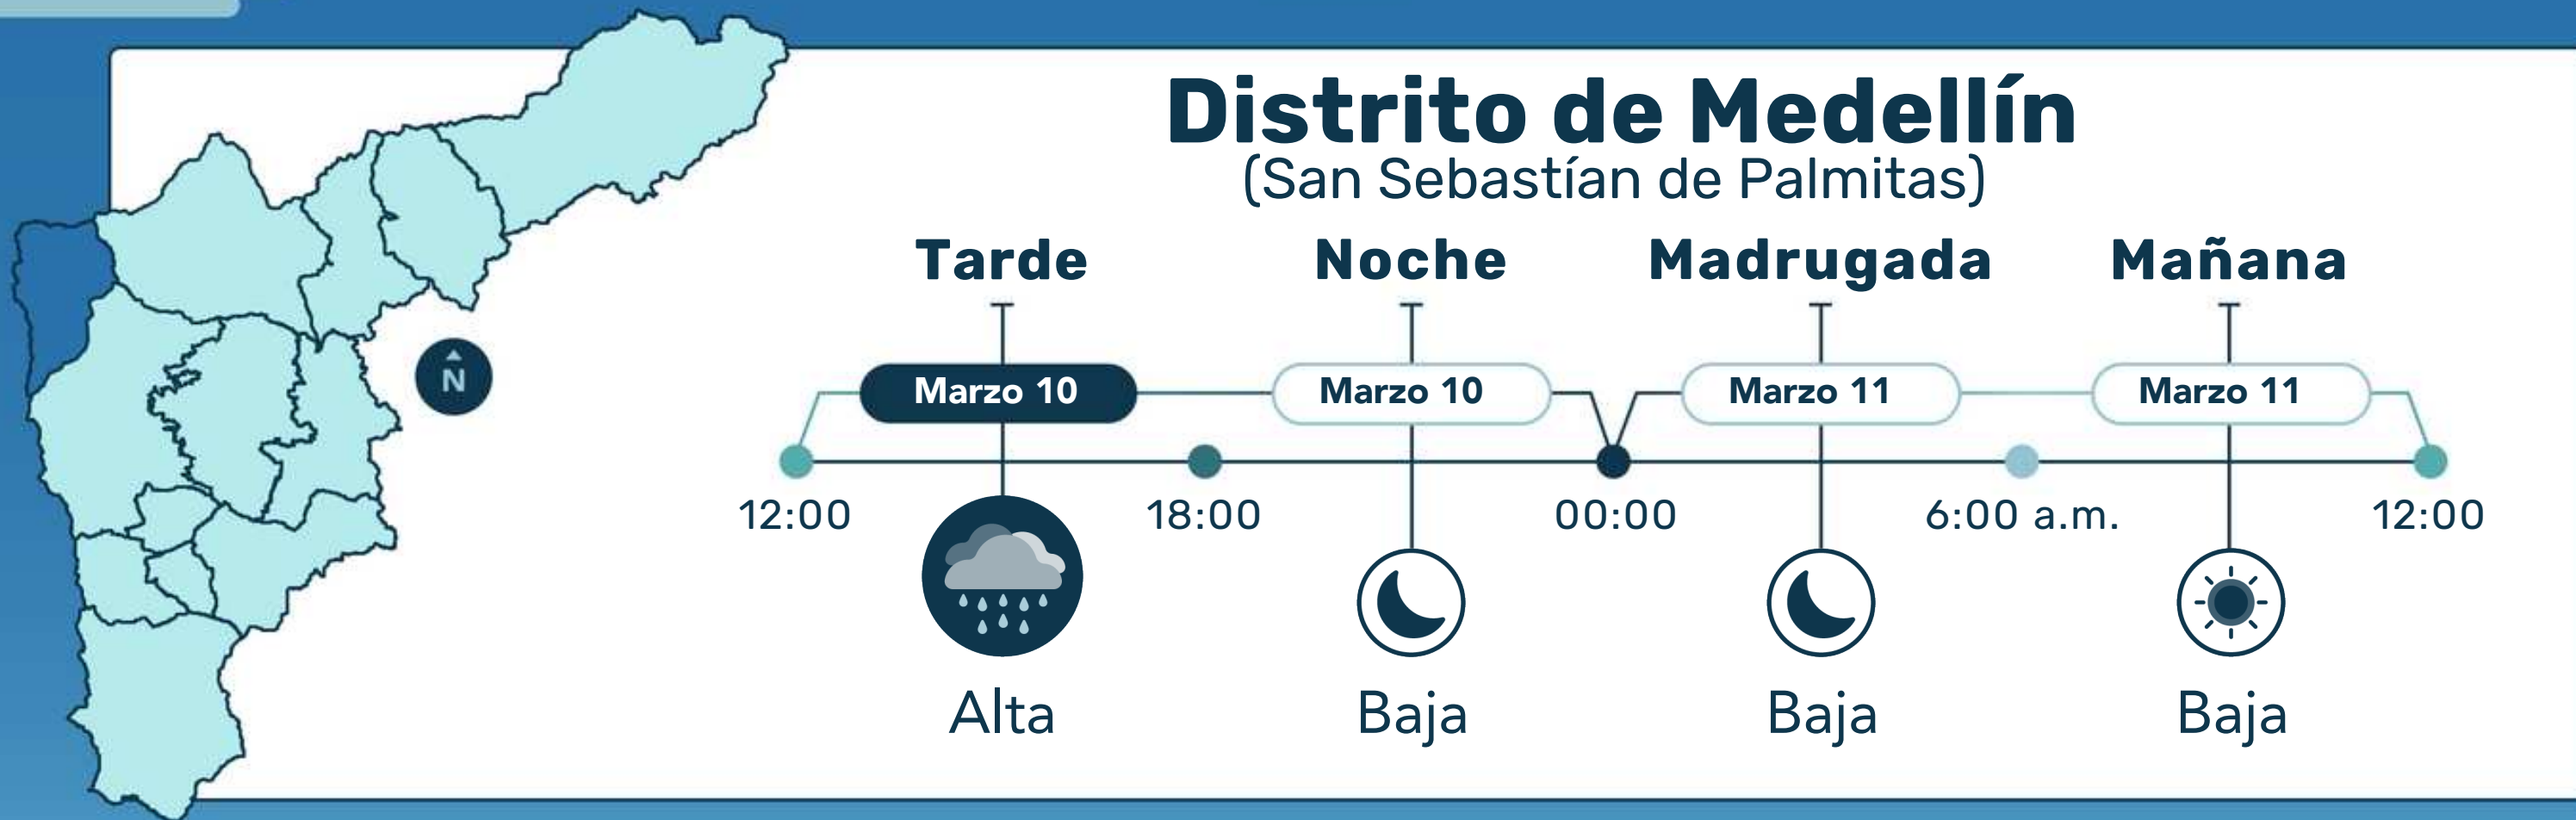 Distrito de Medellín
(San Sebastían de Palmitas)
Tarde Noche Madrugada Mañana
Marzo 10 Marzo 10 Marzo 11 Marzo 11
N
12:00 18:00 00:00 6:00 a.m. 12:00
Alta Baja Baja Baja